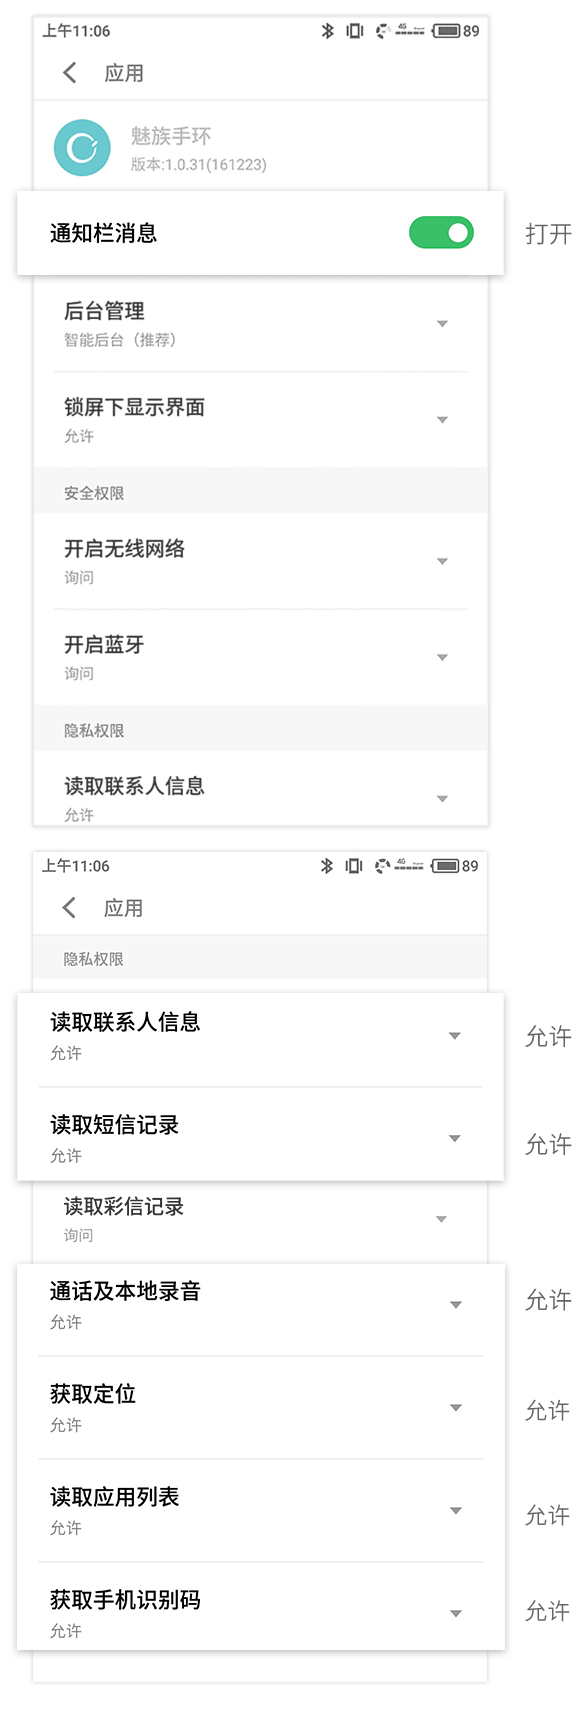 上午11:06
4G
89
应用
魅族手环
版本:1.0.31(161223)
通知栏消息
打开
后台管理
智能后台（推荐）
锁屏下显示界面
允许
安全权限
开启无线网络
询问
开启蓝牙
询问
隐私权限
读取联系人信息
允许
上午11:06
4G
89
应用
隐私权限
读取联系人信息
允许
允许
读取短信记录
允许
允许
读取彩信记录
询问
通话及本地录音
允许
允许
获取定位
允许
允许
读取应用列表
允许
允许
获取手机识别码
允许
允许